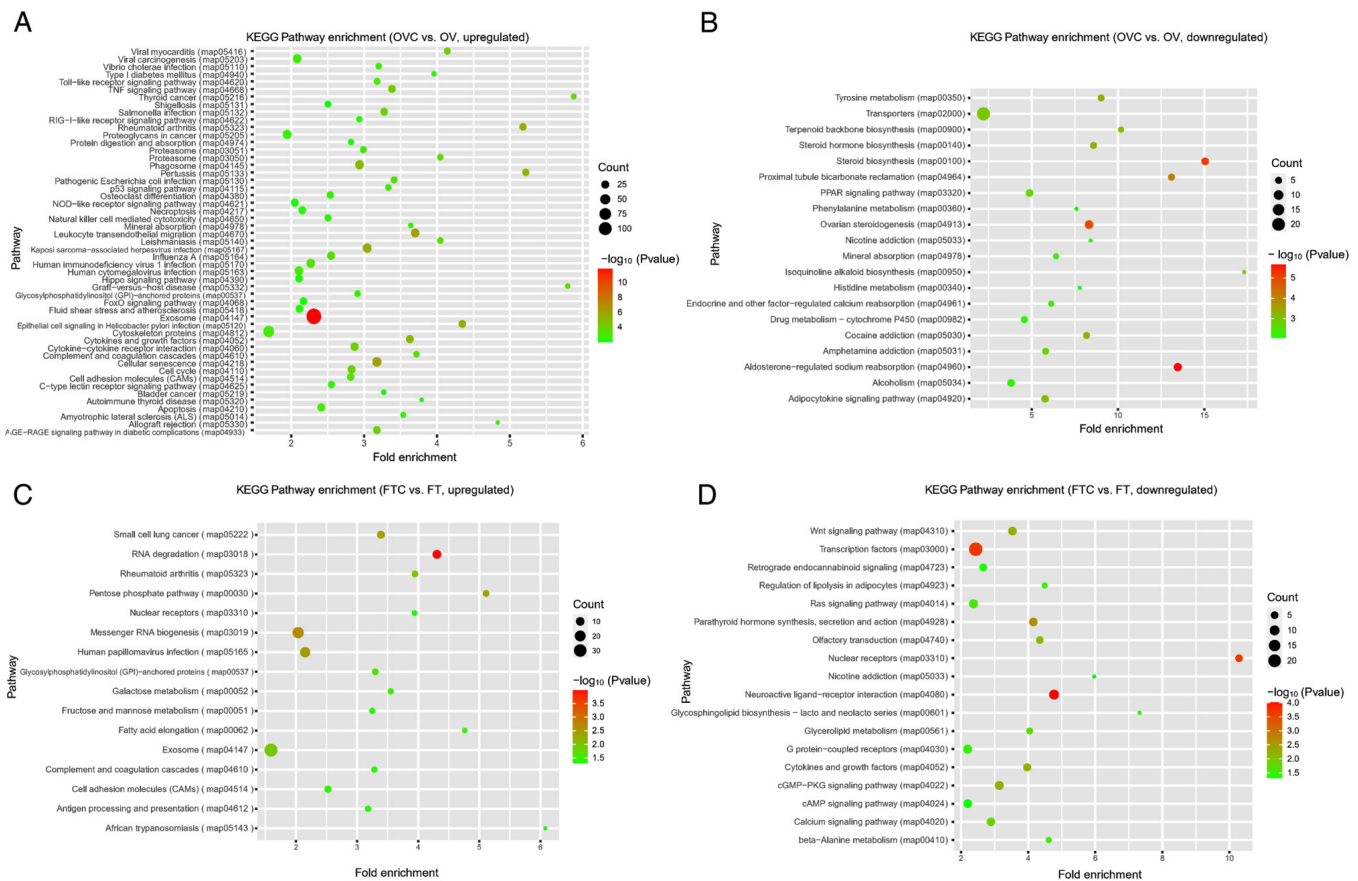 A
KEGG Pathway enrichment (OVC vs. OV, upregulated)
Pathway
Viral myocarditis (map05416)
Viral carcinogenesis (map05203)
Vibrio cholerae infection (map05110)
Type I diabetes mellitus (map04940)
Toll-like receptor signaling pathway (map04620)
TNF signaling pathway (map04668)
Thyroid cancer (map05216)
Shigellosis (map05131)
Salmonella infection (map05132)
RIG-I-like receptor signaling pathway (map04622)
Rheumatoid arthritis (map05323)
Proteoglycans in cancer (map05205)
Protein digestion and absorption (map04974)
Proteasome (map03051)
Proteasome (map03050)
Phagosome (map04145)
Pertussis (map05133)
Pathogenic Escherichia coli infection (map05130)
p53 signaling pathway (map04115)
Osteoclast differentiation (map04380)
NOD-like receptor signaling pathway (map04621)
Necroptosis (map04217)
Natural killer cell mediated cytotoxicity (map04650)
Mineral absorption (map04978)
Leukocyte transendothelial migration (map04670)
Leishmaniasis (map05140)
Kaposi sarcoma-associated herpesvirus infection (map05167)
Influenza A (map05164)
Human immunodeficiency virus 1 infection (map05170)
Human cytomegalovirus infection (map05163)
Hippo signaling pathway (map04390)
Graft-versus-host disease (map05332)
Glycosylphosphatidylinositol (GPI)-anchored proteins (map00537)
FoxO signaling pathway (map04068)
Fluid shear stress and atherosclerosis (map05418)
Exosome (map04147)
Epithelial cell signaling in Helicobacter pylori infection (map05120)
Cytoskeleton proteins (map04812)
Cytokines and growth factors (map04052)
Cytokine-cytokine receptor interaction (map04060)
Complement and coagulation cascades (map04610)
Cellular senescence (map04218)
Cell cycle (map04110)
Cell adhesion molecules (CAMs) (map04514)
C-type lectin receptor signaling pathway (map04625)
Bladder cancer (map05219)
Autoimmune thyroid disease (map05320)
Apoptosis (map04210)
Amyotrophic lateral sclerosis (ALS) (map05014)
Allograft rejection (map05330)
AGE-RAGE signaling pathway in diabetic complications (map04933)
2 3 4 5 6
Fold enrichment
Count
25
50
75
100
−log10 (Pvalue)
10
8
6
4
B
KEGG Pathway enrichment (OVC vs. OV, downregulated)
Pathway
Tyrosine metabolism (map00350)
Transporters (map02000)
Terpenoid backbone biosynthesis (map00900)
Steroid hormone biosynthesis (map00140)
Steroid biosynthesis (map00100)
Proximal tubule bicarbonate reclamation (map04964)
PPAR signaling pathway (map03320)
Phenylalanine metabolism (map00360)
Ovarian steroidogenesis (map04913)
Nicotine addiction (map05033)
Mineral absorption (map04978)
Isoquinoline alkaloid biosynthesis (map00950)
Histidine metabolism (map00340)
Endocrine and other factor-regulated calcium reabsorption (map04961)
Drug metabolism − cytochrome P450 (map00982)
Cocaine addiction (map05030)
Amphetamine addiction (map05031)
Aldosterone-regulated sodium reabsorption (map04960)
Alcoholism (map05034)
Adipocytokine signaling pathway (map04920)
5 10 15
Fold enrichment
Count
5
10
15
20
− log10 (Pvalue)
5
4
3
C
KEGG Pathway enrichment (FTC vs. FT, upregulated)
Pathway
Small cell lung cancer ( map05222)
RNA degradation ( map03018)
Rheumatoid arthritis ( map05323)
Pentose phosphate pathway ( map00030)
Nuclear receptors ( map03310)
Messenger RNA biogenesis ( map03019)
Human papillomavirus infection ( map05165)
Glycosylphosphatidylinositol (GPI)−anchored proteins ( map00537)
Galactose metabolism ( map00052)
Fructose and mannose metabolism ( map00051)
Fatty acid elongation ( map00062)
Exosome ( map04147)
Complement and coagulation cascades ( map04610)
Cell adhesion molecules (CAMs) ( map04514)
Antigen processing and presentation ( map04612)
African trypanosomiasis ( map05143)
2 3 4 5 6
Fold enrichment
Count
10
20
30
−log10 (Pvalue)
3.5
3.0
2.5
2.0
1.5
D
KEGG Pathway enrichment (FTC vs. FT, downregulated)
Pathway
Wnt signaling pathway (map04310)
Transcription factors (map03000)
Retrograde endocannabinoid signaling (map04723)
Regulation of lipolysis in adipocytes (map04923)
Ras signaling pathway (map04014)
Parathyroid hormone synthesis, secretion and action (map04928)
Olfactory transduction (map04740)
Nuclear receptors (map03310)
Nicotine addiction (map05033)
Neuroactive ligand−receptor interaction (map04080)
Glycosphingolipid biosynthesis − lacto and neolacto series (map00601)
Glycerolipid metabolism (map00561)
G protein−coupled receptors (map04030)
Cytokines and growth factors (map04052)
cGMP−PKG signaling pathway (map04022)
cAMP signaling pathway (map04024)
Calcium signaling pathway (map04020)
beta−Alanine metabolism (map00410)
2 4 6 8 10
Fold enrichment
Count
5
10
15
20
−log10 (Pvalue)
4.0
3.5
3.0
2.5
2.0
1.5